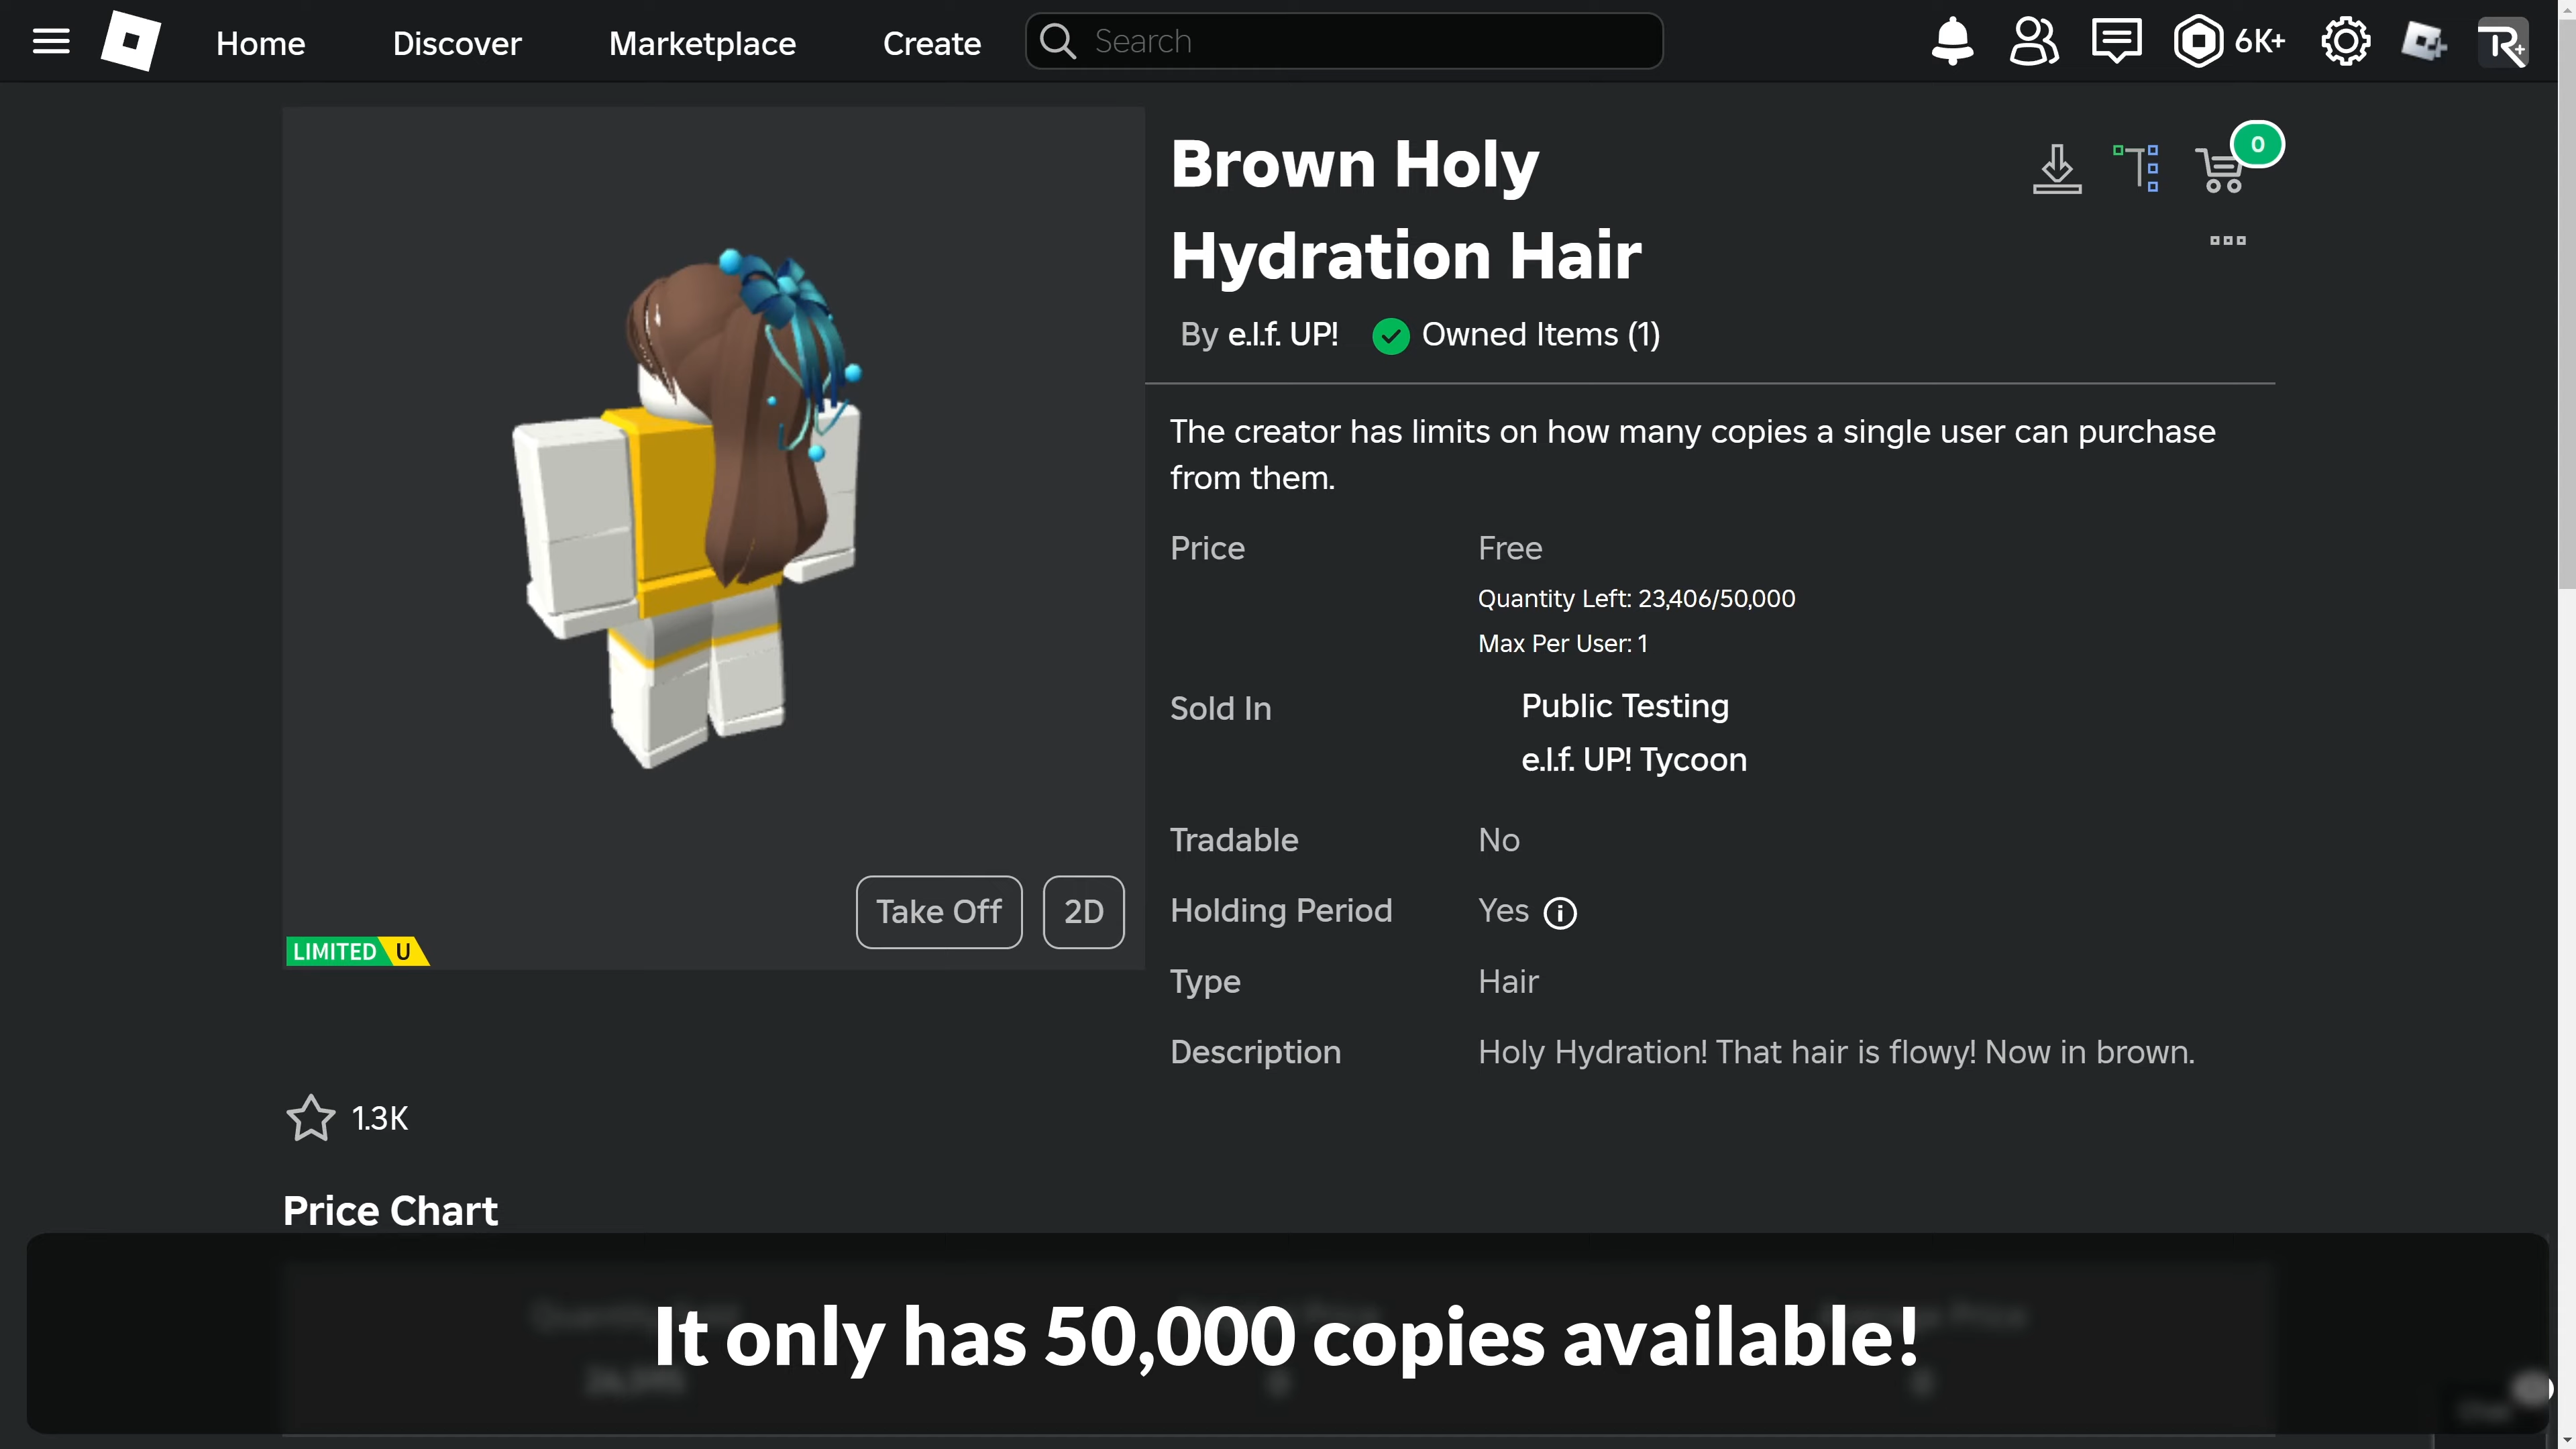 Home Discover Marketplace Create Search 6K+
Brown Holy
Hydration Hair
0
By e.l.f. UP! Owned Items (1)
The creator has limits on how many copies a single user can purchase
from them.
Price Free
Quantity Left: 23,406/50,000
Max Per User: 1
Sold In Public Testing
e.l.f. UP! Tycoon
Tradable No
Holding Period Yes
Type Hair
Description Holy Hydration! That hair is flowy! Now in brown.
Take Off 2D
LIMITED U
1.3K
Price Chart
It only has 50,000 copies available!